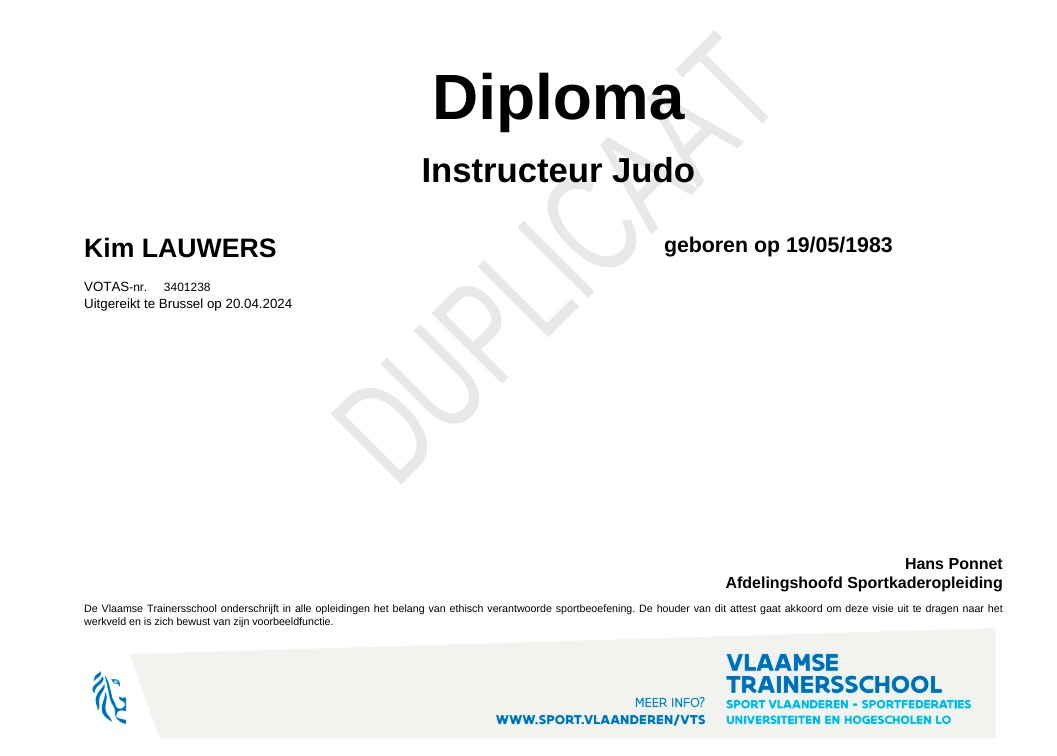 Diploma
Instructeur Judo
Kim LAUWERS
geboren op 19/05/1983
VOTAS-nr. 3401238
Uitgereikt te Brussel op 20.04.2024
DUPLICAAT
Hans Ponnet
Afdelingshoofd Sportkaderopleiding
De Vlaamse Trainersschool onderschrijft in alle opleidingen het belang van ethisch verantwoorde sportbeoefening. De houder van dit attest gaat akkoord om deze visie uit te dragen naar het
werkveld en is zich bewust van zijn voorbeeldfunctie.
MEER INFO?
WWW.SPORT.VLAANDEREN/VTS
VLAAMSE
TRAINERSSCHOOL
SPORT VLAANDEREN - SPORTFEDERATIES
UNIVERSITEITEN EN HOGESCHOLEN LO